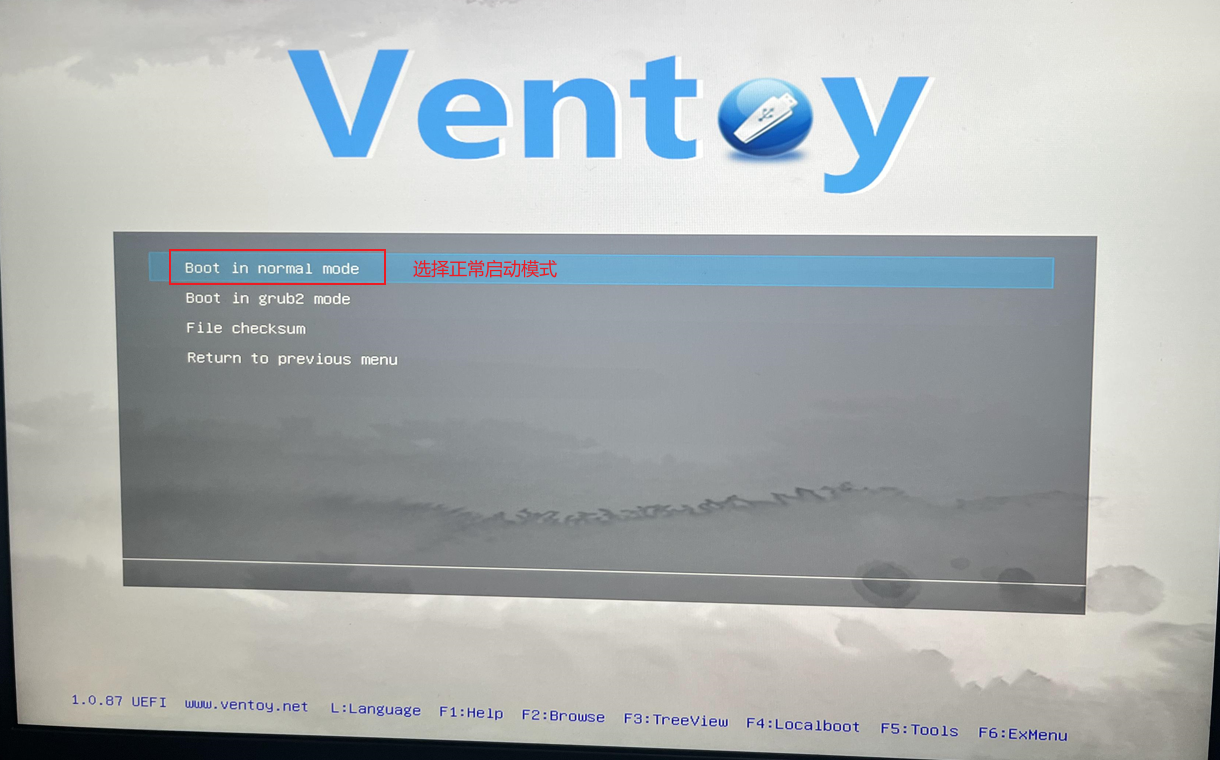 Ventoy
Boot in normal mode 选择正常启动模式
Boot in grub2 mode
File checksum
Return to previous menu
1.0.87 UEFI www.ventoy.net L:Language F1:Help F2:Browse F3:TreeView F4:Localboot F5:Tools F6:ExMenu